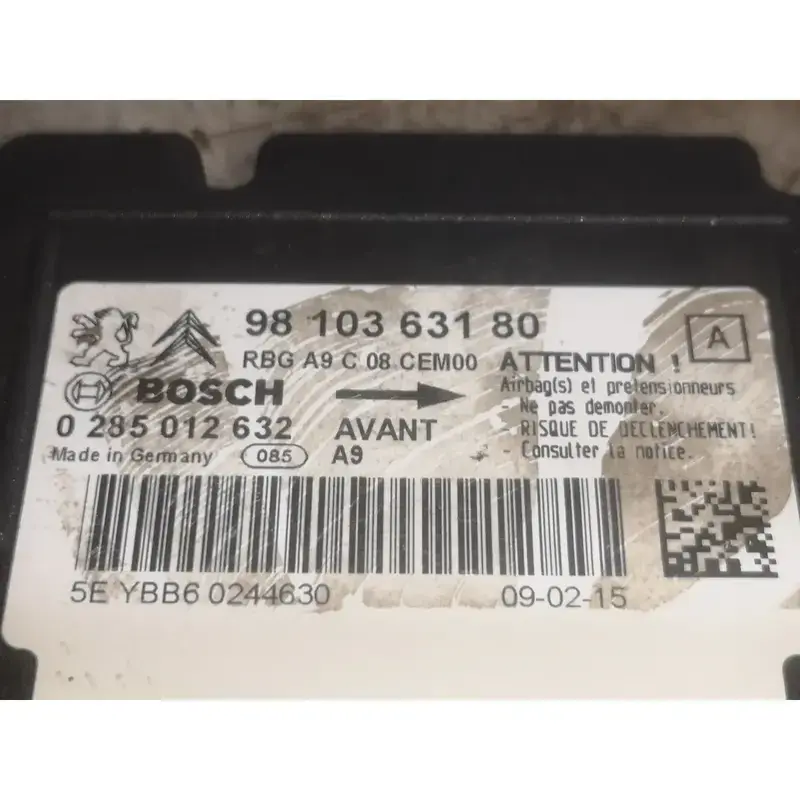 98 103 631 80
A
RBG A9 C 08 CEM00
ATTENTION !
BOSCH
Airbag(s) et pretensionneurs
Ne pas demonter.
0 285 012 632
AVANT
RISQUE DE DECLENCHEMENT!
Made in Germany
085
A9
- Consulter la notice.
5E YBB6 0244630
09-02-15